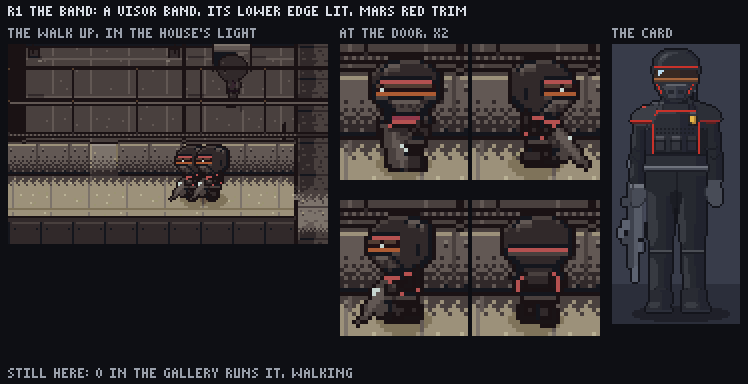 R1 THE BAND: A VISOR BAND, ITS LOWER EDGE LIT. MARS RED TRIM
THE WALK UP, IN THE HOUSE'S LIGHT
AT THE DOOR, X2
THE CARD
STILL HERE: O IN THE GALLERY RUNS IT, WALKING